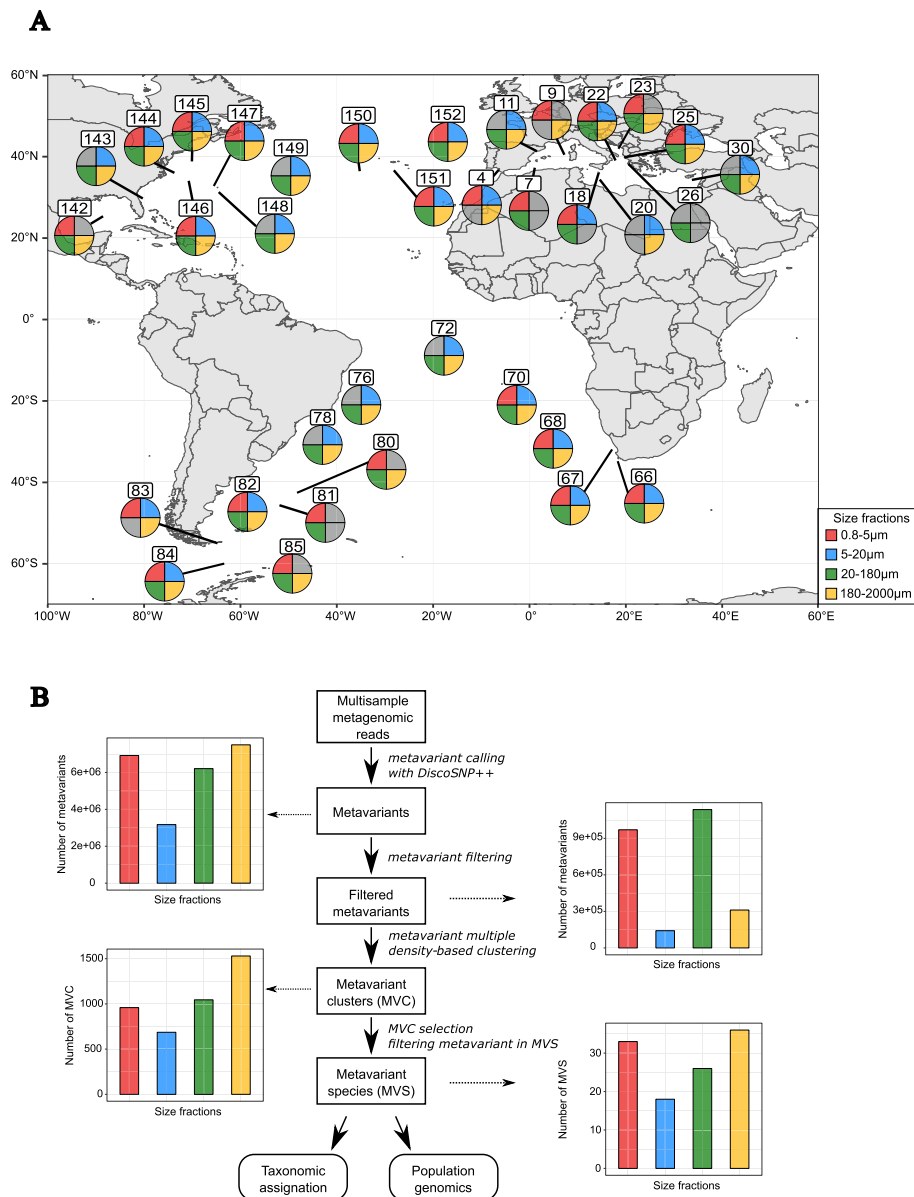 A
60°N
40°N
20°N
0°
20°S
40°S
60°S
100°W
80°W
60°W
40°W
20°W
0°
20°E
40°E
60°E
143
144
145
147
150
152
11
9
22
23
25
30
149
142
146
148
151
4
7
18
20
26
72
76
70
78
68
80
83
82
81
67
66
84
85
Size fractions
0.8-5µm
5-20µm
20-180µm
180-2000µm
B
Multisample
metagenomic
reads
metavariant calling
with DiscoSNP++
Metavariants
metavariant filtering
Filtered
metavariants
metavariant multiple
density-based clustering
Metavariant
clusters (MVC)
MVC selection
filtering metavariant in MVS
Metavariant
species (MVS)
Taxonomic
assignation
Population
genomics
Number of metavariants
6e+06
4e+06
2e+06
0
Size fractions
Number of metavariants
9e+05
6e+05
3e+05
0
Size fractions
Number of MVC
1500
1000
500
0
Size fractions
Number of MVS
30
20
10
0
Size fractions